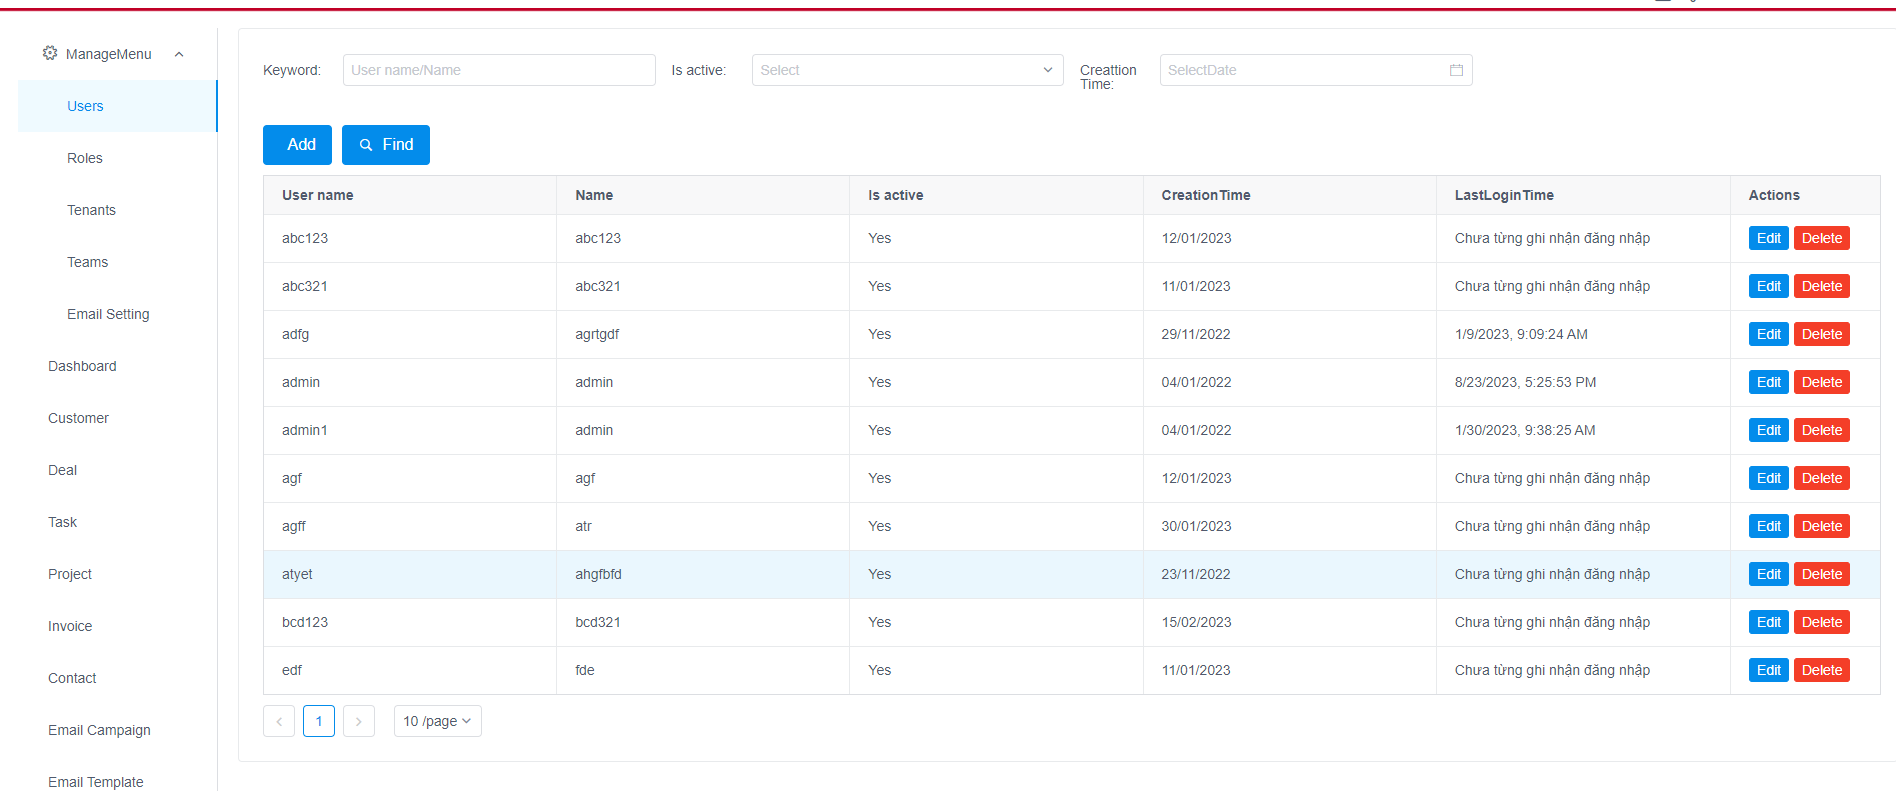 ManageMenu
Users
Roles
Tenants
Teams
Email Setting
Dashboard
Customer
Deal
Task
Project
Invoice
Contact
Email Campaign
Email Template
Keyword: User name/Name Is active: Select Creattion Time: SelectDate
Add Find
User name Name Is active CreationTime LastLoginTime Actions
abc123 abc123 Yes 12/01/2023 Chưa từng ghi nhận đăng nhập Edit Delete
abc321 abc321 Yes 11/01/2023 Chưa từng ghi nhận đăng nhập Edit Delete
adfg agrtgdf Yes 29/11/2022 1/9/2023, 9:09:24 AM Edit Delete
admin admin Yes 04/01/2022 8/23/2023, 5:25:53 PM Edit Delete
admin1 admin Yes 04/01/2022 1/30/2023, 9:38:25 AM Edit Delete
agf agf Yes 12/01/2023 Chưa từng ghi nhận đăng nhập Edit Delete
agff atr Yes 30/01/2023 Chưa từng ghi nhận đăng nhập Edit Delete
atyet ahgfbfd Yes 23/11/2022 Chưa từng ghi nhận đăng nhập Edit Delete
bcd123 bcd321 Yes 15/02/2023 Chưa từng ghi nhận đăng nhập Edit Delete
edf fde Yes 11/01/2023 Chưa từng ghi nhận đăng nhập Edit Delete
1 10 /page